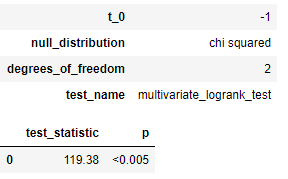 t_0 -1
null_distribution chi squared
degrees_of_freedom 2
test_name multivariate_logrank_test
test_statistic p
0 119.38 <0.005